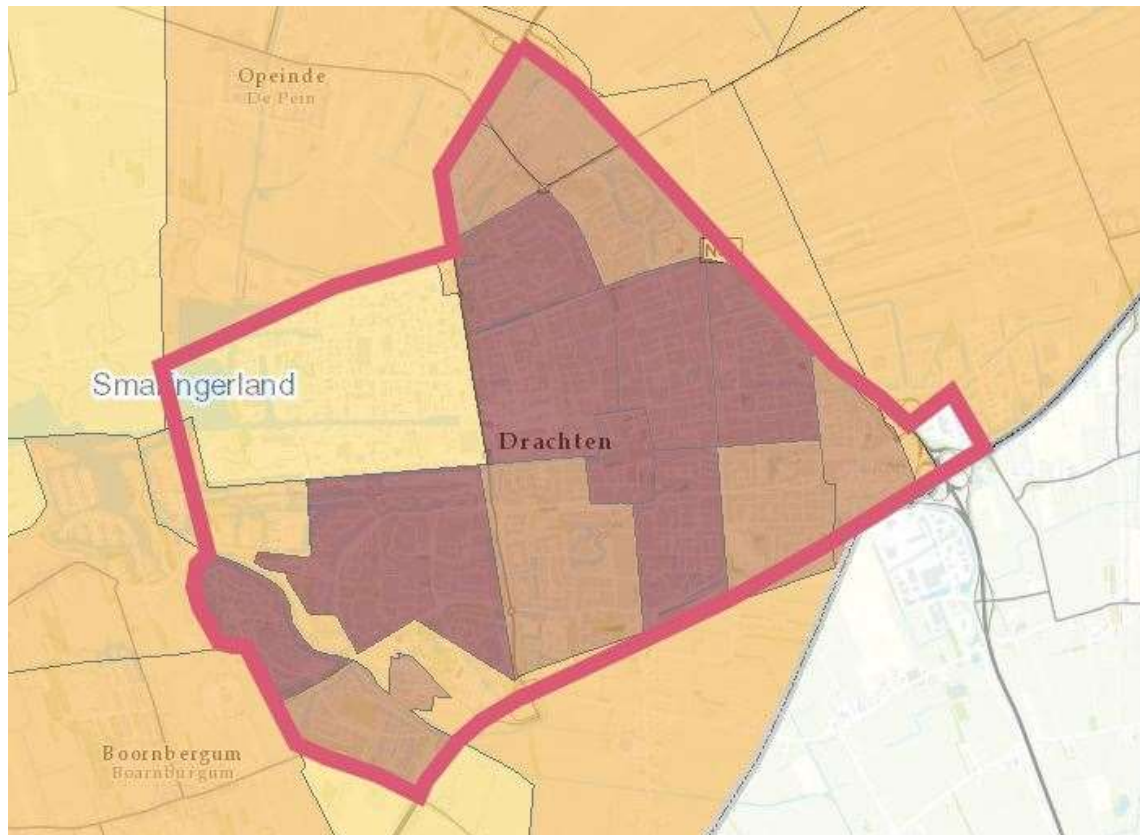 Opeinde
De Pein
N
Smallingerland
Drachten
Boornbergum
Boarnburgum